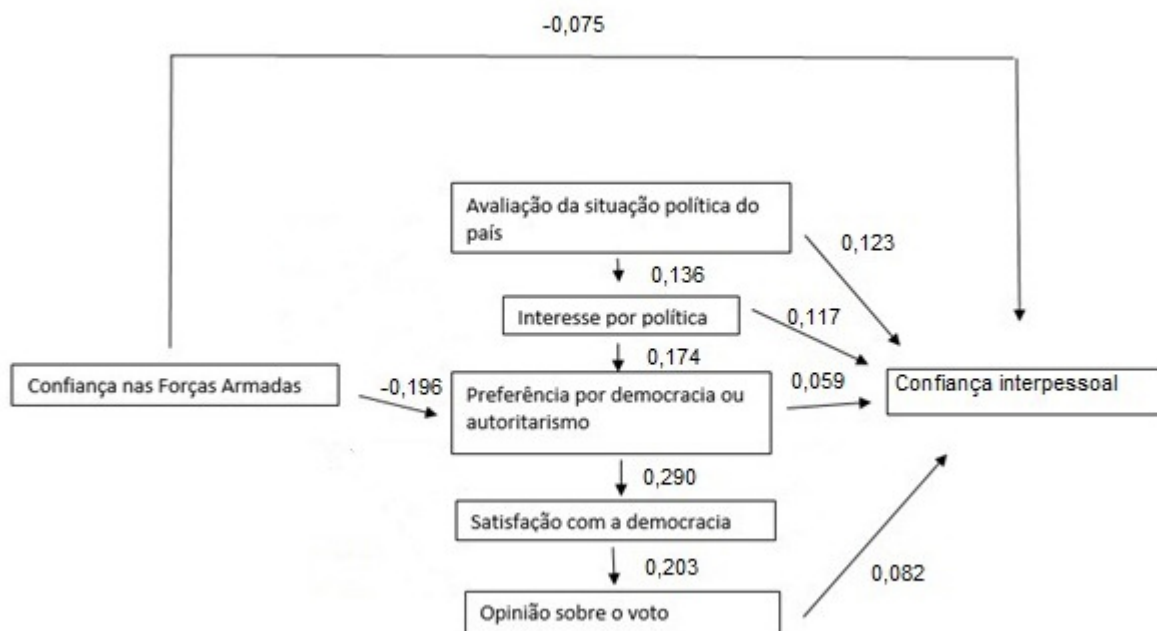 -0,075
Avaliação da situação política do
país
0,123
0,136
Interesse por política
0,117
0,174
Confiança nas Forças Armadas
-0,196
Preferência por democracia ou
autoritarismo
0,059
Confiança interpessoal
0,290
Satisfação com a democracia
0,203
0,082
Opinião sobre o voto